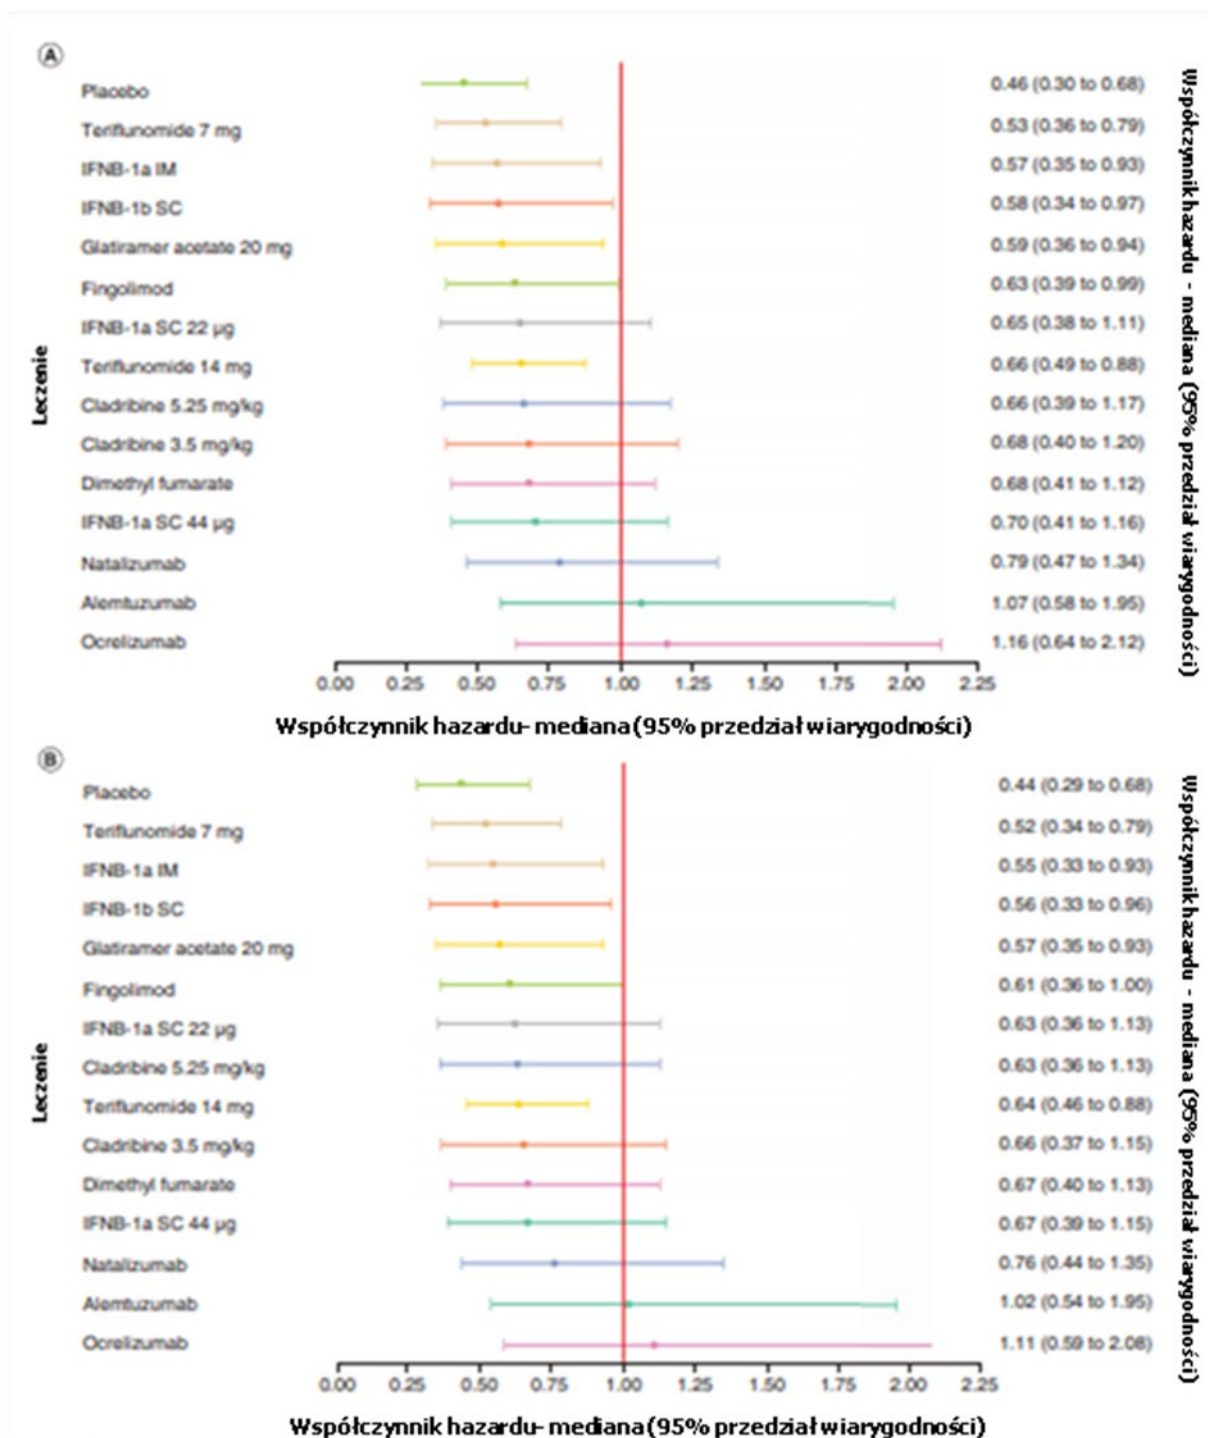 A
Placebo 0.46 (0.30 to 0.68)
Teriflunomide 7 mg 0.53 (0.36 to 0.79)
IFNB-1a IM 0.57 (0.35 to 0.93)
IFNB-1b SC 0.58 (0.34 to 0.97)
Glatiramer acetate 20 mg 0.59 (0.36 to 0.94)
Fingolimod 0.63 (0.39 to 0.99)
IFNB-1a SC 22 µg 0.65 (0.38 to 1.11)
Teriflunomide 14 mg 0.66 (0.49 to 0.88)
Cladribine 5.25 mg/kg 0.66 (0.39 to 1.17)
Cladribine 3.5 mg/kg 0.68 (0.40 to 1.20)
Dimethyl fumarate 0.68 (0.41 to 1.12)
IFNB-1a SC 44 µg 0.70 (0.41 to 1.16)
Natalizumab 0.79 (0.47 to 1.34)
Alemtuzumab 1.07 (0.58 to 1.95)
Ocrelizumab 1.16 (0.64 to 2.12)
Leczenie
Współczynnik hazardu - mediana (95% przedział wiarygodności)
0.00 0.25 0.50 0.75 1.00 1.25 1.50 1.75 2.00 2.25
Współczynnik hazardu- mediana (95% przedział wiarygodności)
B
Placebo 0.44 (0.29 to 0.68)
Teriflunomide 7 mg 0.52 (0.34 to 0.79)
IFNB-1a IM 0.55 (0.33 to 0.93)
IFNB-1b SC 0.56 (0.33 to 0.96)
Glatiramer acetate 20 mg 0.57 (0.35 to 0.93)
Fingolimod 0.61 (0.36 to 1.00)
IFNB-1a SC 22 µg 0.63 (0.36 to 1.13)
Cladribine 5.25 mg/kg 0.63 (0.36 to 1.13)
Teriflunomide 14 mg 0.64 (0.46 to 0.88)
Cladribine 3.5 mg/kg 0.66 (0.37 to 1.15)
Dimethyl fumarate 0.67 (0.40 to 1.13)
IFNB-1a SC 44 µg 0.67 (0.39 to 1.15)
Natalizumab 0.76 (0.44 to 1.35)
Alemtuzumab 1.02 (0.54 to 1.95)
Ocrelizumab 1.11 (0.59 to 2.08)
Leczenie
Współczynnik hazardu - mediana (95% przedział wiarygodności)
0.00 0.25 0.50 0.75 1.00 1.25 1.50 1.75 2.00 2.25
Współczynnik hazardu- mediana (95% przedział wiarygodności)